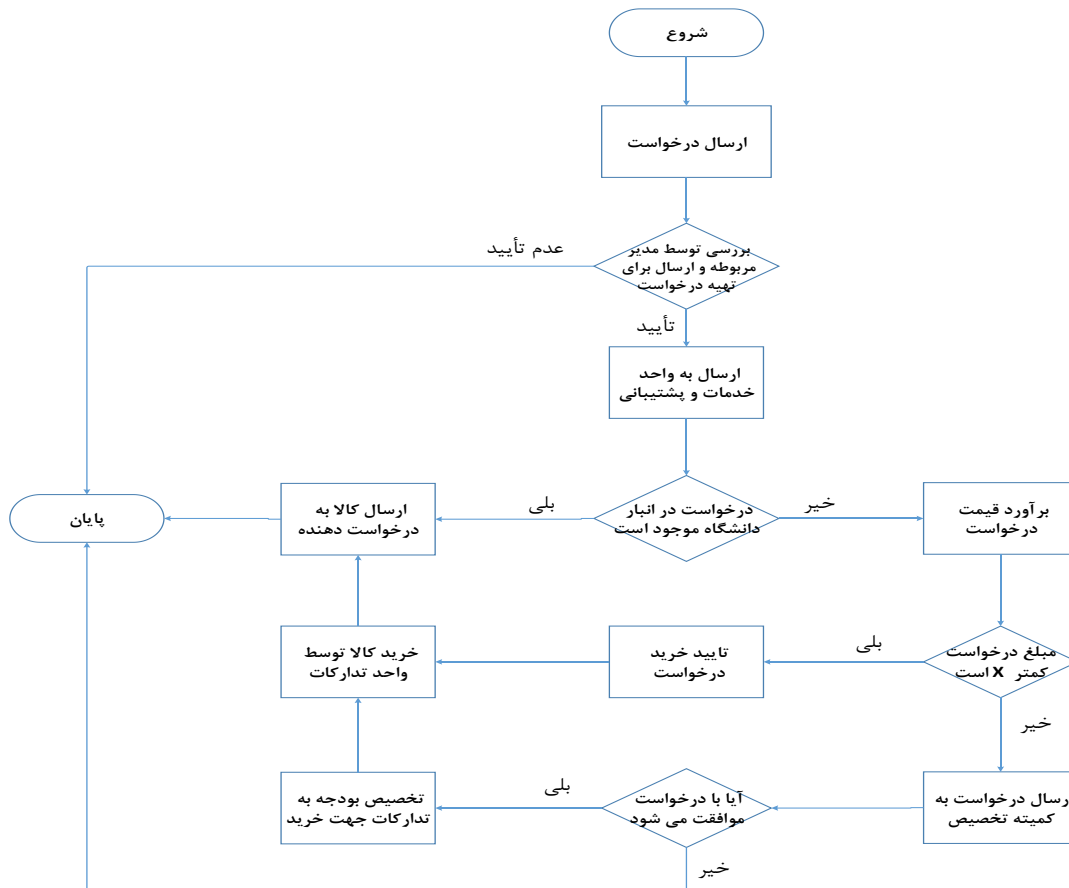 شروع
ارسال درخواست
بررسی توسط مدیر
مربوطه و ارسال برای
تهیه درخواست
عدم تأیید
تأیید
ارسال به واحد
خدمات و پشتیبانی
درخواست در انبار
دانشگاه موجود است
خیر
بلی
برآورد قیمت
درخواست
ارسال کالا به
درخواست دهنده
پایان
مبلغ درخواست
کمتر X است
بلی
تایید خرید
درخواست
خرید کالا توسط
واحد تدارکات
خیر
رسال درخواست به
کمیته تخصیص
آیا با درخواست
موافقت می شود
بلی
تخصیص بودجه به
تدارکات جهت خرید
خیر